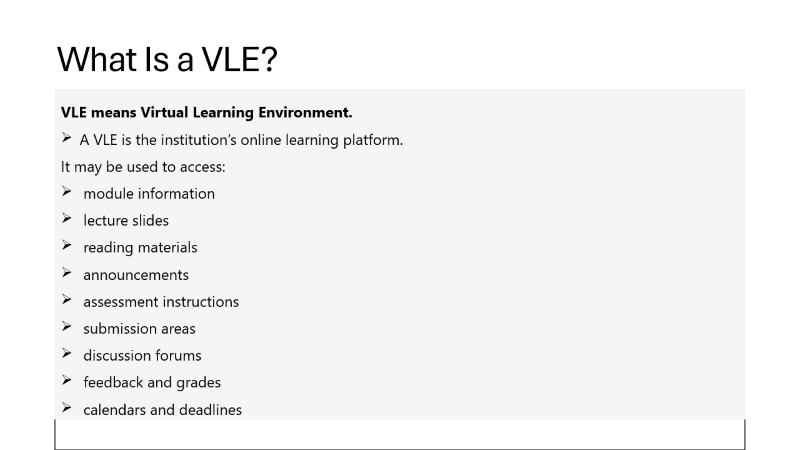 What Is a VLE?
VLE means Virtual Learning Environment.
➢ A VLE is the institution’s online learning platform.
It may be used to access:
➢ module information
➢ lecture slides
➢ reading materials
➢ announcements
➢ assessment instructions
➢ submission areas
➢ discussion forums
➢ feedback and grades
➢ calendars and deadlines